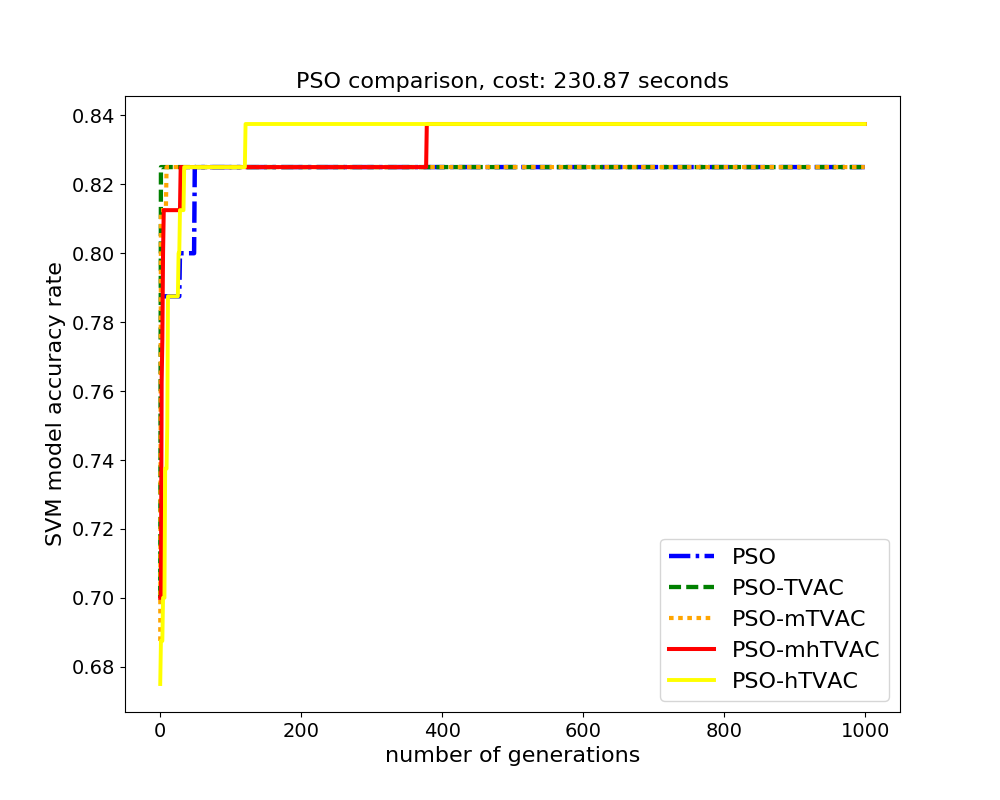 PSO comparison, cost: 230.87 seconds
0.84
0.82
0.80
0.78
0.76
0.74
0.72
0.70
0.68
SVM model accuracy rate
0 200 400 600 800 1000
number of generations
PSO
PSO-TVAC
PSO-mTVAC
PSO-mhTVAC
PSO-hTVAC